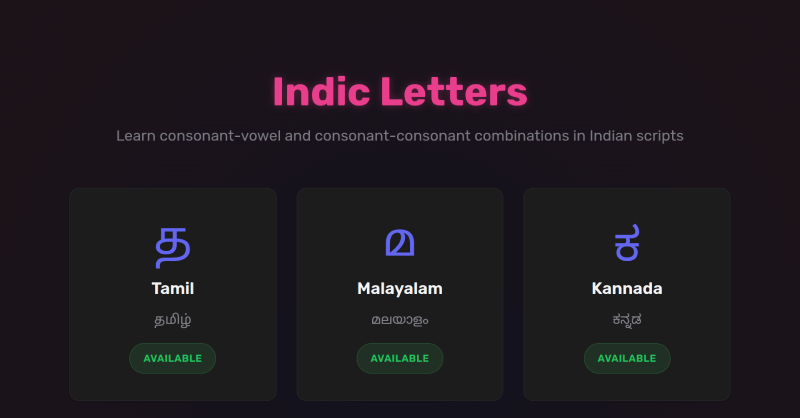 Indic Letters
Learn consonant-vowel and consonant-consonant combinations in Indian scripts
த
Tamil
தமிழ்
AVAILABLE
മ
Malayalam
മലയാളം
AVAILABLE
ಕ
Kannada
ಕನ್ನಡ
AVAILABLE